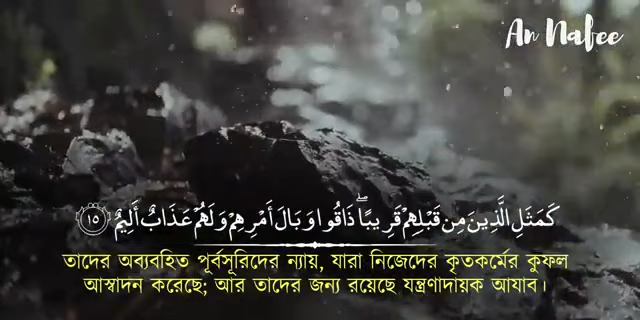 An Nafee
كَمَثَلِ الَّذِينَ مِن قَبْلِهِمْ قَرِيبًا ۖ ذَاقُوا وَبَالَ أَمْرِهِمْ وَلَهُمْ عَذَابٌ أَلِيمٌ ١٥
তাদের অব্যবহিত পূর্বসূরিদের ন্যায়, যারা নিজেদের কৃতকর্মের কুফল
আস্বাদন করেছে; আর তাদের জন্য রয়েছে যন্ত্রণাদায়ক আযাব।